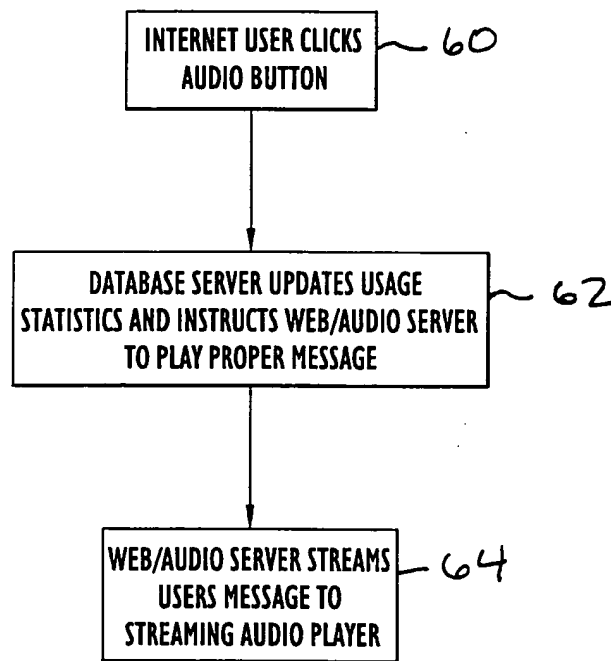 INTERNET USER CLICKS
AUDIO BUTTON
60
DATABASE SERVER UPDATES USAGE
STATISTICS AND INSTRUCTS WEB/AUDIO SERVER
TO PLAY PROPER MESSAGE
62
WEB/AUDIO SERVER STREAMS
USERS MESSAGE TO
STREAMING AUDIO PLAYER
64